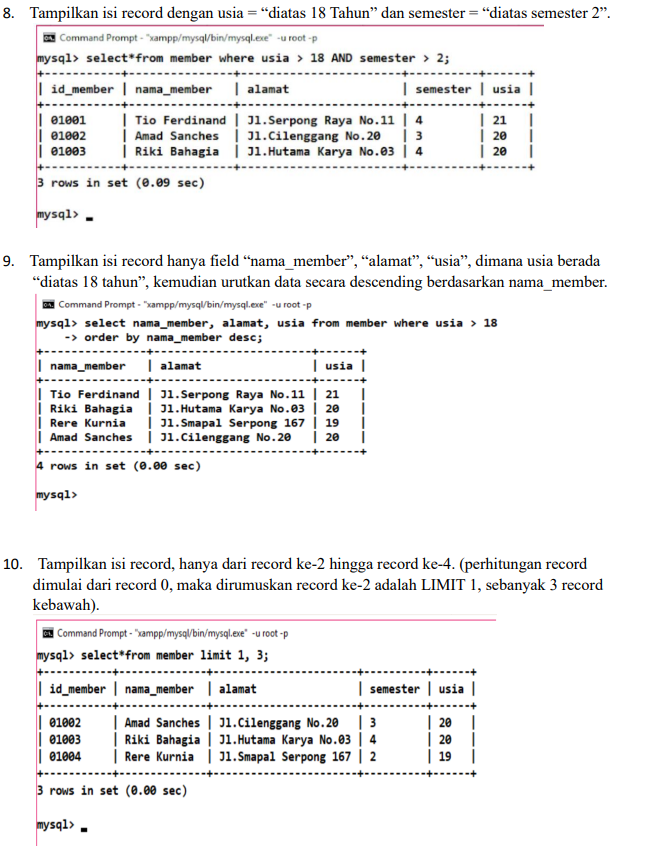 8. Tampilkan isi record dengan usia = “diatas 18 Tahun” dan semester = “diatas semester 2”.
Command Prompt - "xampp/mysql/bin/mysql.exe" -u root -p
mysql> select*from member where usia > 18 AND semester > 2;
+-----------+---------------+-----------------------+----------+------+
| id_member | nama_member | alamat | semester | usia |
+-----------+---------------+-----------------------+----------+------+
| 01001 | Tio Ferdinand | Jl.Serpong Raya No.11 | 4 | 21 |
| 01002 | Amad Sanches | Jl.Cilenggang No.20 | 3 | 20 |
| 01003 | Riki Bahagia | Jl.Hutama Karya No.03 | 4 | 20 |
+-----------+---------------+-----------------------+----------+------+
3 rows in set (0.09 sec)
mysql> _
9. Tampilkan isi record hanya field “nama_member”, “alamat”, “usia”, dimana usia berada
“diatas 18 tahun”, kemudian urutkan data secara descending berdasarkan nama_member.
Command Prompt - "xampp/mysql/bin/mysql.exe" -u root -p
mysql> select nama_member, alamat, usia from member where usia > 18
-> order by nama_member desc;
+---------------+-----------------------+------+
| nama_member | alamat | usia |
+---------------+-----------------------+------+
| Tio Ferdinand | Jl.Serpong Raya No.11 | 21 |
| Riki Bahagia | Jl.Hutama Karya No.03 | 20 |
| Rere Kurnia | Jl.Smapal Serpong 167 | 19 |
| Amad Sanches | Jl.Cilenggang No.20 | 20 |
+---------------+-----------------------+------+
4 rows in set (0.00 sec)
mysql>
10. Tampilkan isi record, hanya dari record ke-2 hingga record ke-4. (perhitungan record
dimulai dari record 0, maka dirumuskan record ke-2 adalah LIMIT 1, sebanyak 3 record
kebawah).
Command Prompt - "xampp/mysql/bin/mysql.exe" -u root -p
mysql> select*from member limit 1, 3;
+-----------+--------------+-----------------------+----------+------+
| id_member | nama_member | alamat | semester | usia |
+-----------+--------------+-----------------------+----------+------+
| 01002 | Amad Sanches | Jl.Cilenggang No.20 | 3 | 20 |
| 01003 | Riki Bahagia | Jl.Hutama Karya No.03 | 4 | 20 |
| 01004 | Rere Kurnia | Jl.Smapal Serpong 167 | 2 | 19 |
+-----------+--------------+-----------------------+----------+------+
3 rows in set (0.00 sec)
mysql> _